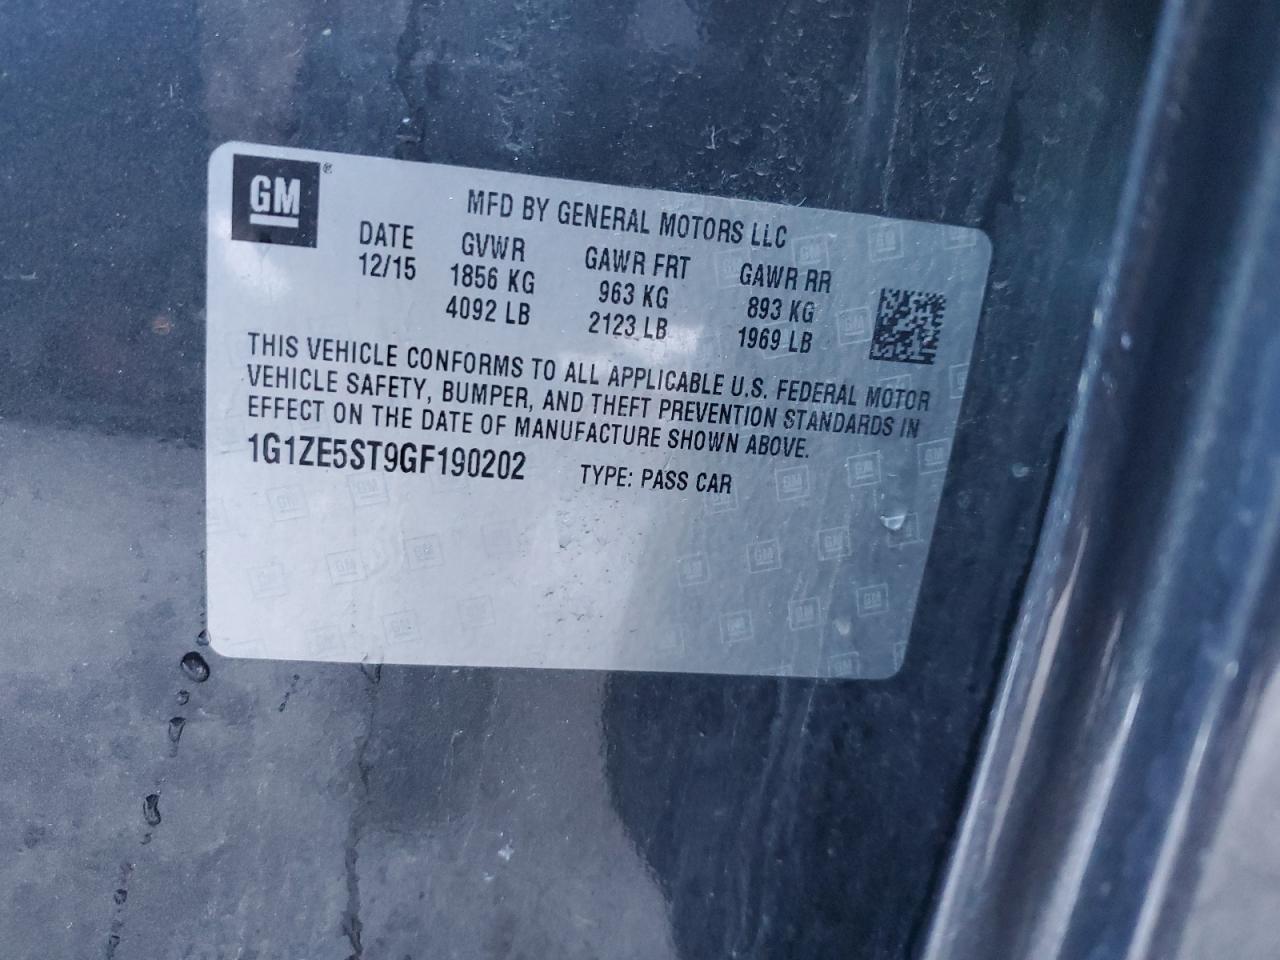 GM®
MFD BY GENERAL MOTORS LLC
DATE GVWR GAWR FRT GAWR RR
12/15 1856 KG 963 KG 893 KG
4092 LB 2123 LB 1969 LB
THIS VEHICLE CONFORMS TO ALL APPLICABLE U.S. FEDERAL MOTOR
VEHICLE SAFETY, BUMPER, AND THEFT PREVENTION STANDARDS IN
EFFECT ON THE DATE OF MANUFACTURE SHOWN ABOVE.
1G1ZE5ST9GF190202 TYPE: PASS CAR